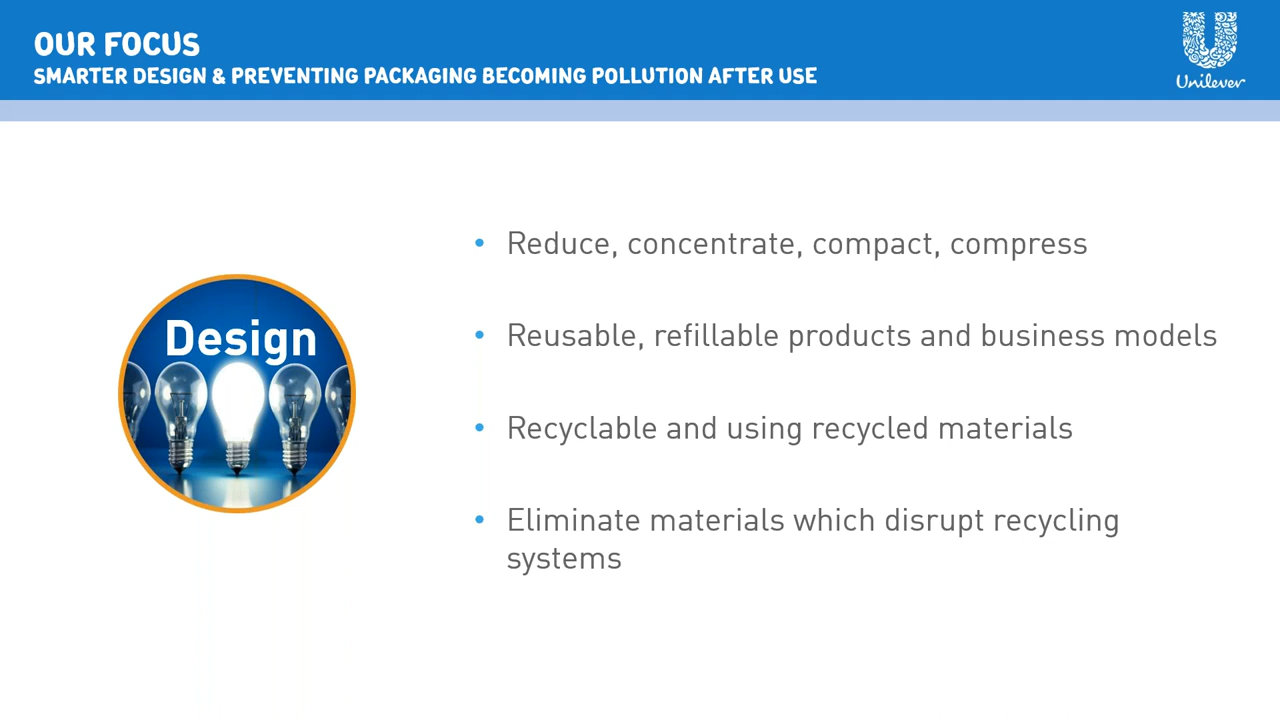 OUR FOCUS
SMARTER DESIGN & PREVENTING PACKAGING BECOMING POLLUTION AFTER USE
Unilever
Design
• Reduce, concentrate, compact, compress
• Reusable, refillable products and business models
• Recyclable and using recycled materials
• Eliminate materials which disrupt recycling
systems